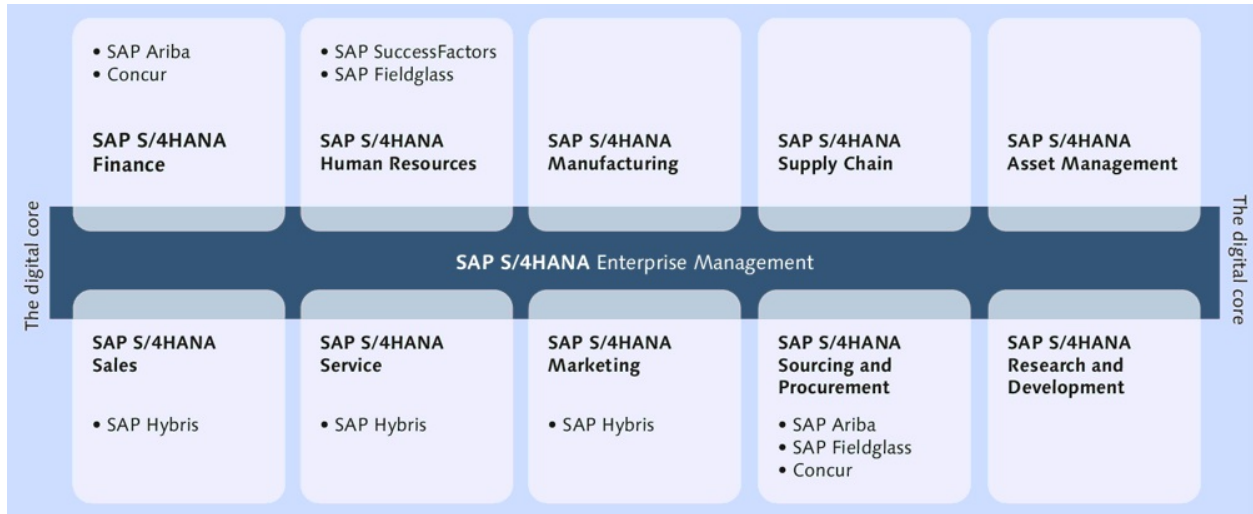 • SAP Ariba
• Concur
SAP S/4HANA
Finance
• SAP SuccessFactors
• SAP Fieldglass
SAP S/4HANA
Human Resources
SAP S/4HANA
Manufacturing
SAP S/4HANA
Supply Chain
SAP S/4HANA
Asset Management
The digital core
SAP S/4HANA Enterprise Management
The digital core
SAP S/4HANA
Sales
• SAP Hybris
SAP S/4HANA
Service
• SAP Hybris
SAP S/4HANA
Marketing
• SAP Hybris
SAP S/4HANA
Sourcing and
Procurement
• SAP Ariba
• SAP Fieldglass
• Concur
SAP S/4HANA
Research and
Development